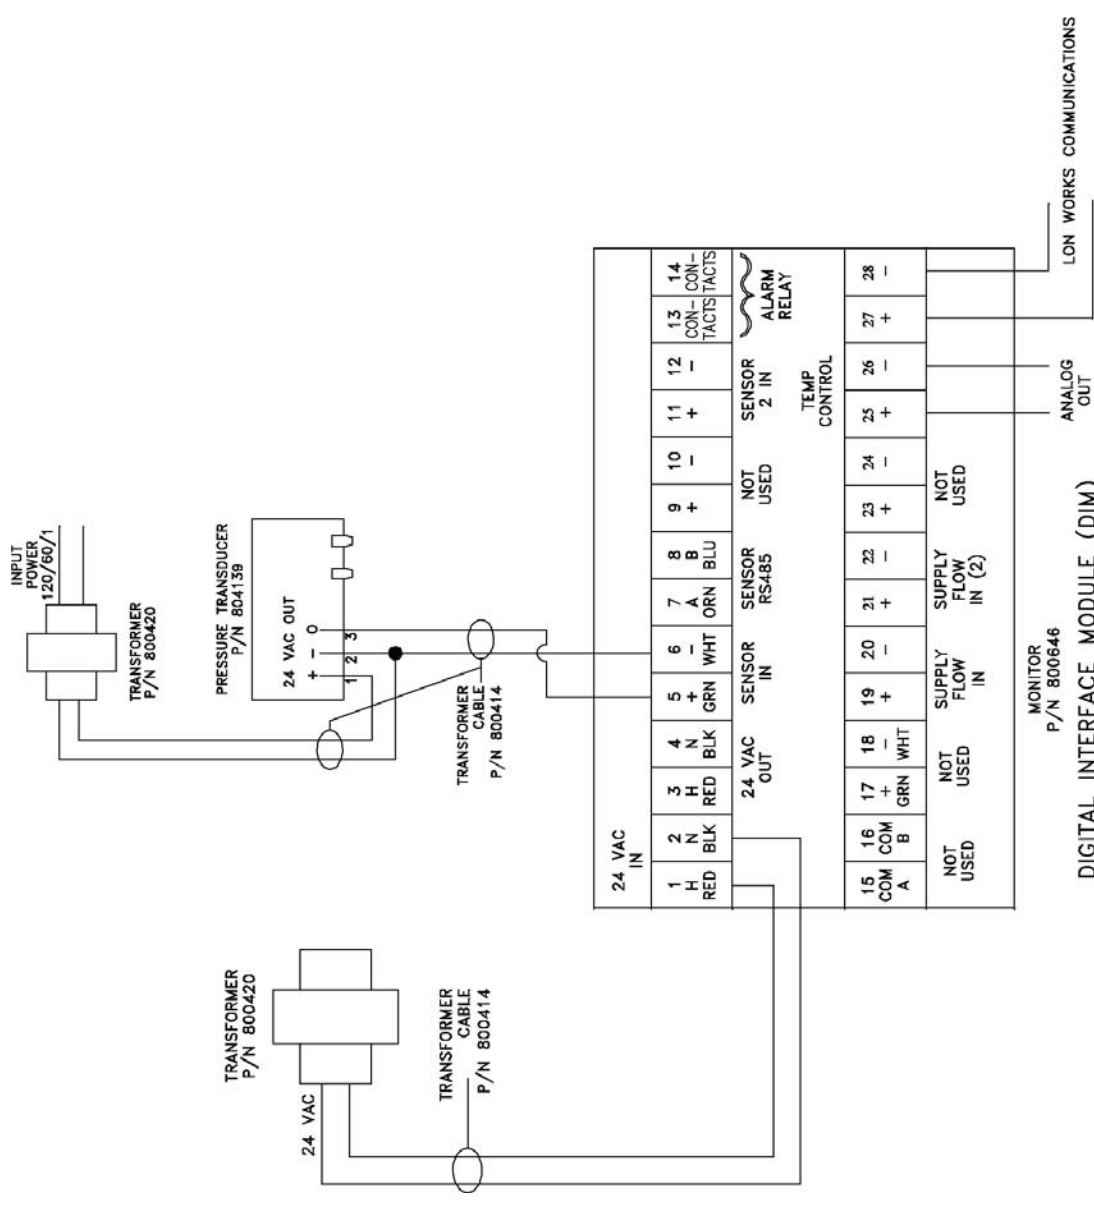 INPUT
POWER
120/60/1
TRANSFORMER
P/N 800420
PRESSURE TRANSDUCER
P/N 804139
24 VAC OUT
+ – O
1 2 3
TRANSFORMER
CABLE
P/N 800414
TRANSFORMER
P/N 800420
24 VAC
TRANSFORMER
CABLE
P/N 800414
24 VAC
IN
1
H
RED
2
N
BLK
3
H
RED
4
N
BLK
5
+
GRN
6
–
WHT
7
A
ORN
8
B
BLU
9
+
10
–
11
+
12
–
13
CON-
TACTS
14
CON-
TACTS
24 VAC
OUT
SENSOR
IN
SENSOR
RS485
NOT
USED
SENSOR
2 IN
ALARM
RELAY
TEMP
CONTROL
15
COM
A
16
COM
B
17
+
GRN
18
–
WHT
19
+
20
–
21
+
22
–
23
+
24
–
25
+
26
–
27
+
28
–
NOT
USED
NOT
USED
SUPPLY
FLOW
IN
SUPPLY
FLOW
IN (2)
NOT
USED
MONITOR
P/N 800646
ANALOG
OUT
LON WORKS COMMUNICATIONS
DIGITAL INTERFACE MODULE (DIM)